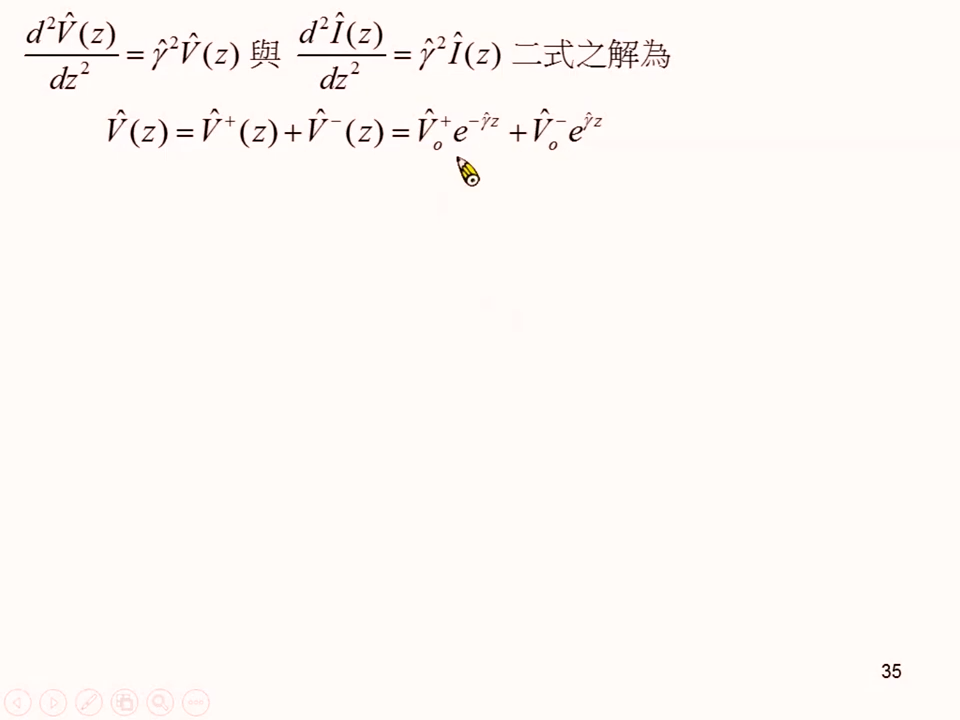 d²V̂(z)/dz² = γ̂²V̂(z) 與 d²Î(z)/dz² = γ̂²Î(z) 二式之解為
V̂(z) = V̂⁺(z) + V̂⁻(z) = V̂ₒ⁺e^(−γ̂z) + V̂ₒ⁻e^(γ̂z)
35